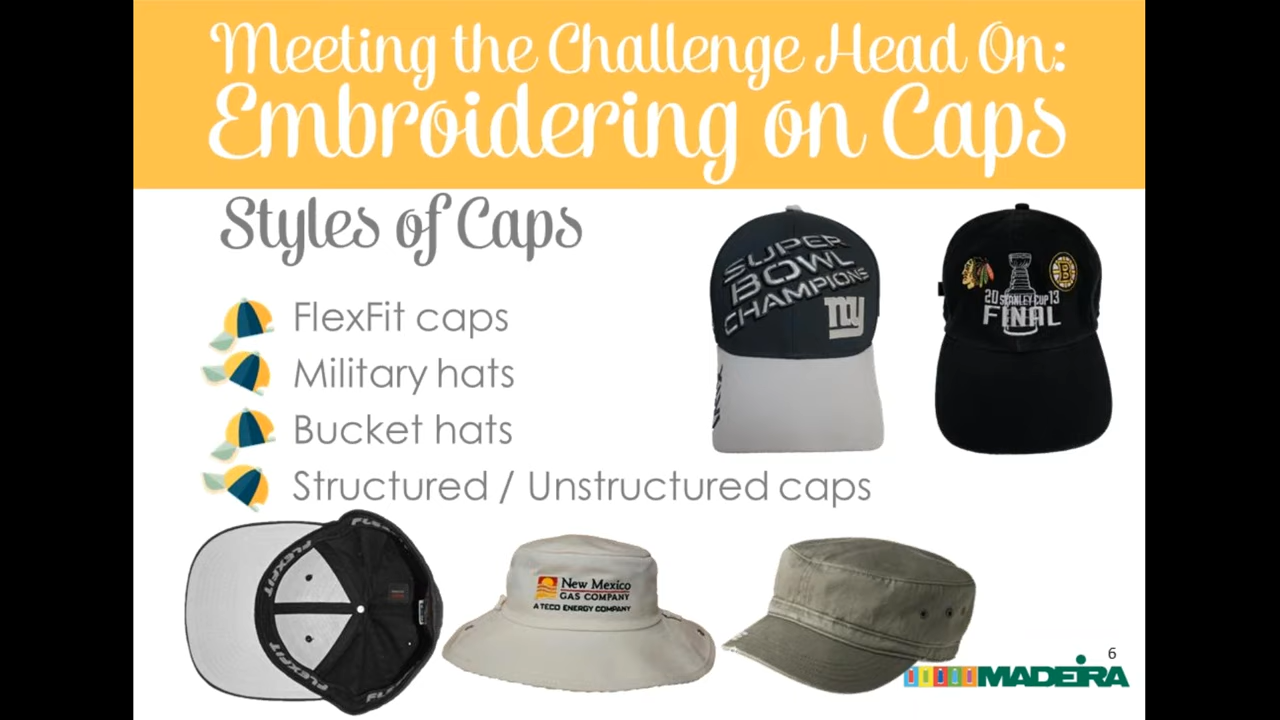 Meeting the Challenge Head On:
Embroidering on Caps
Styles of Caps
FlexFit caps
Military hats
Bucket hats
Structured / Unstructured caps
SUPER
BOWL
CHAMPIONS
ny
B
20 STANLEY CUP 13
FINAL
FLEXFIT
FLEXFIT
FLEXFIT
New Mexico
GAS COMPANY
A TECO ENERGY COMPANY
6
MADEIRA